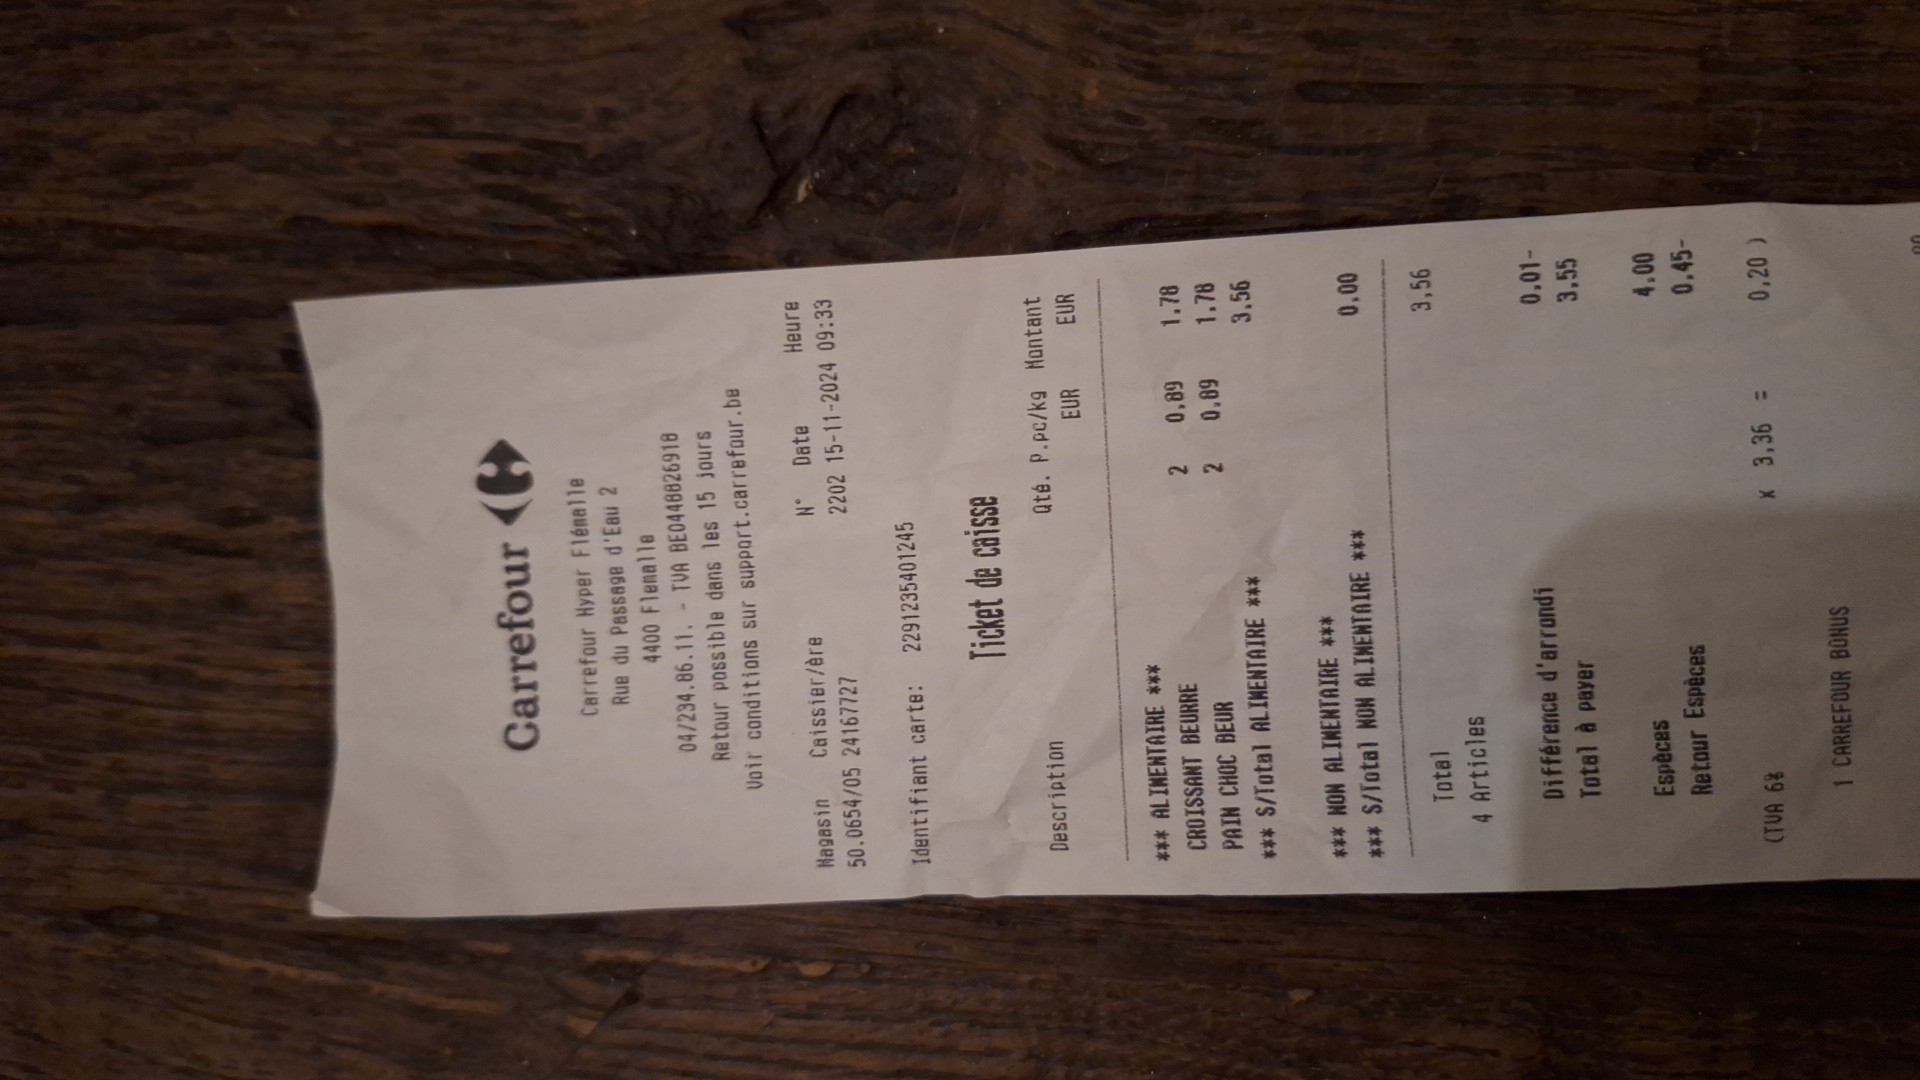 Carrefour
Carrefour Hyper Flémalle
Rue du Passage d'Eau 2
4400 Flemalle
04/234.86.11. - TVA BE0448826918
Retour possible dans les 15 jours
Voir conditions sur support.carrefour.be
Magasin Caissier/ère N° Date Heure
50.0654/05 24167727 2202 15-11-2024 09:33
Identifiant carte: 2291235401245
Ticket de caisse
Description Qté. P.pc/kg Montant
EUR EUR
*** ALIMENTAIRE ***
CROISSANT BEURRE 2 0,89 1,78
PAIN CHOC BEUR 2 0,89 1,78
*** S/Total ALIMENTAIRE *** 3,56
*** NON ALIMENTAIRE ***
*** S/Total NON ALIMENTAIRE *** 0,00
Total 3,56
4 Articles
Différence d'arrondi 0,01-
Total à payer 3,55
Espèces 4,00
Retour Espèces 0,45-
(TVA 6% x 3,36 = 0,20 )
1 CARREFOUR BONUS